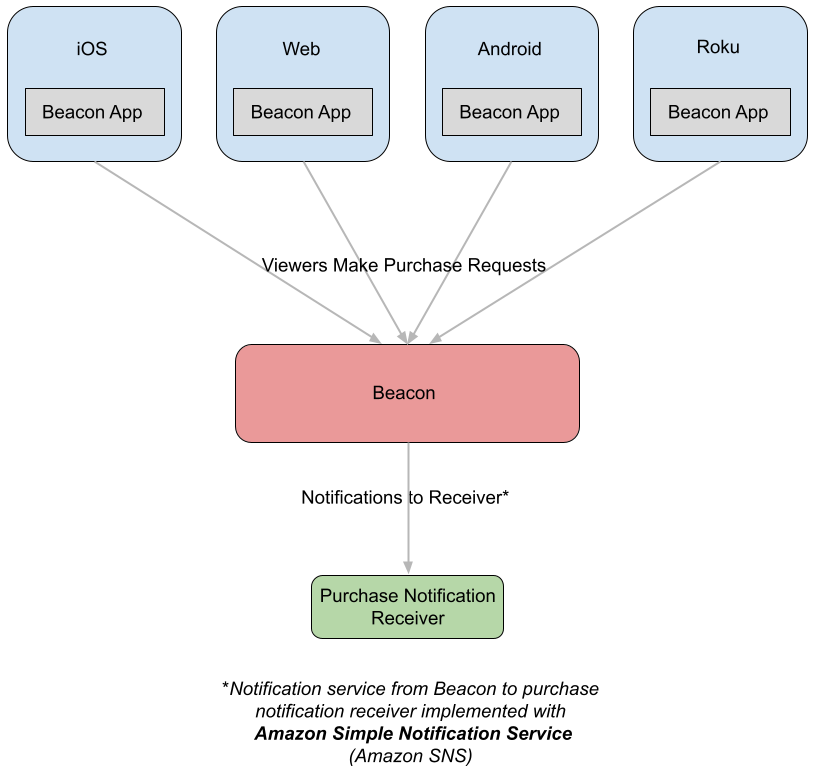 iOS
Web
Android
Roku
Beacon App
Beacon App
Beacon App
Beacon App
Viewers Make Purchase Requests
Beacon
Notifications to Receiver*
Purchase Notification
Receiver
*Notification service from Beacon to purchase
notification receiver implemented with
Amazon Simple Notification Service
(Amazon SNS)